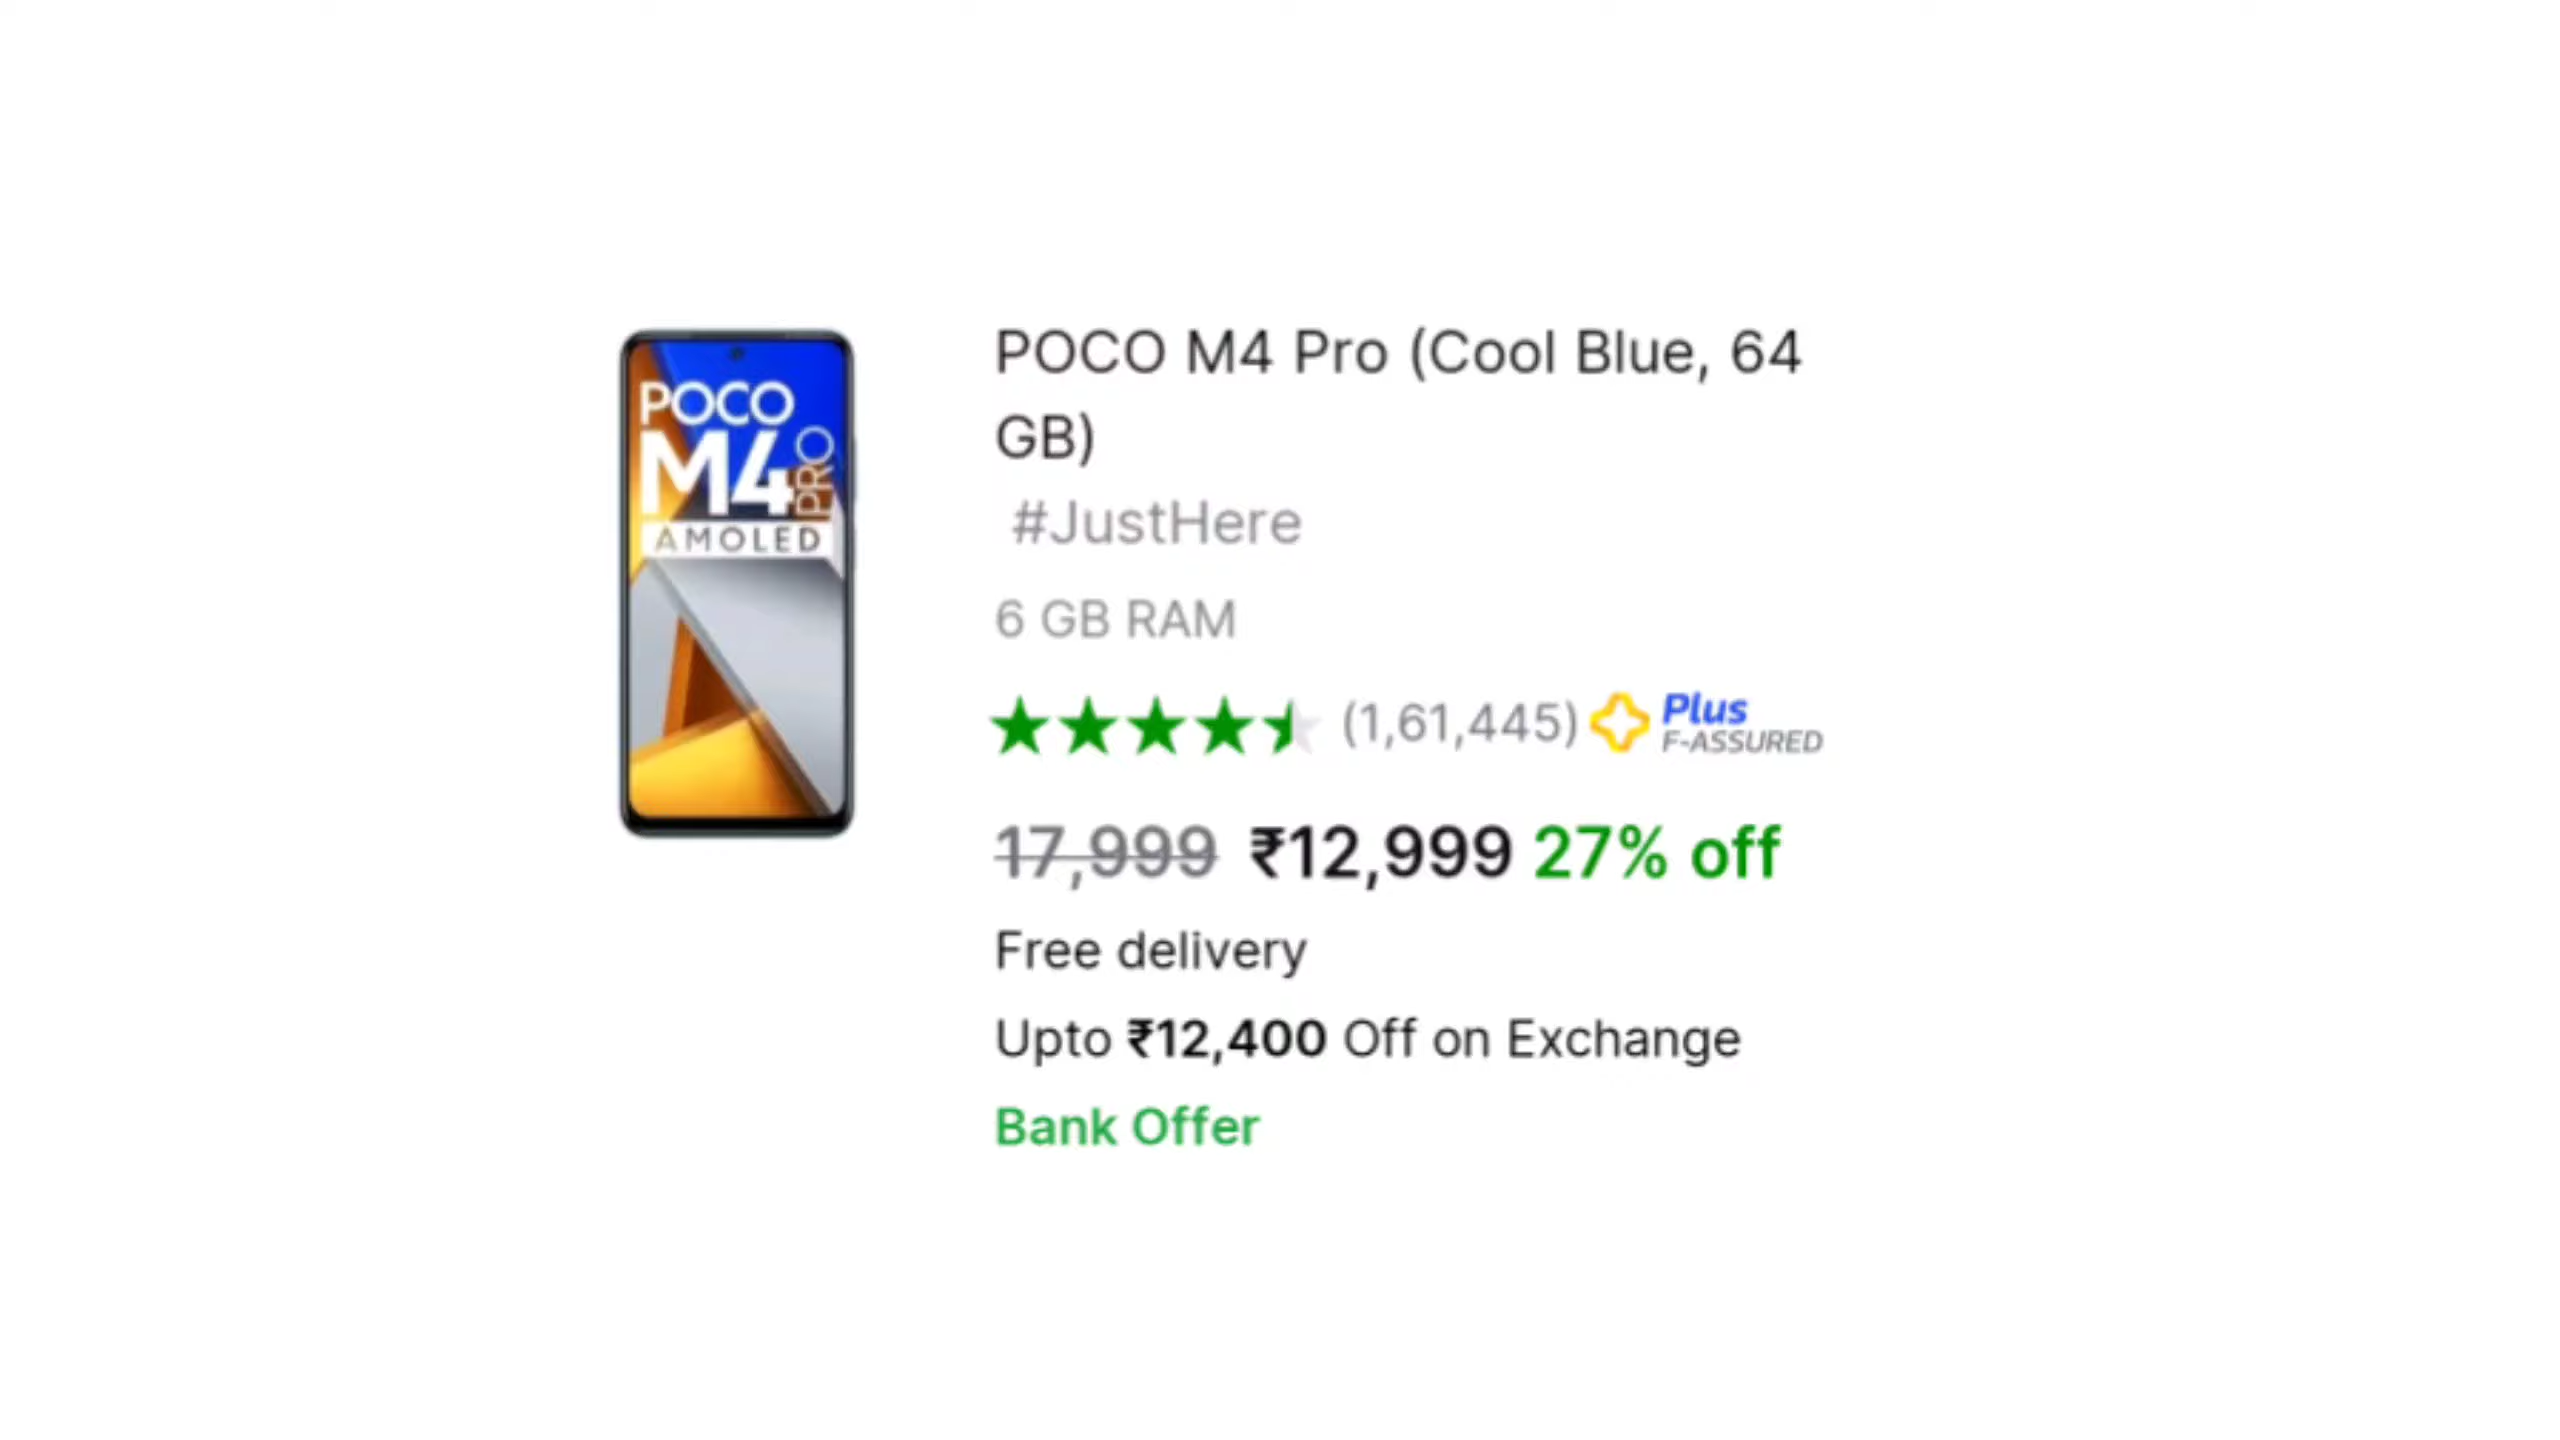 POCO
M4 PRO
AMOLED
POCO M4 Pro (Cool Blue, 64
GB)
#JustHere
6 GB RAM
(1,61,445) Plus
F-ASSURED
17,999 ₹12,999 27% off
Free delivery
Upto ₹12,400 Off on Exchange
Bank Offer